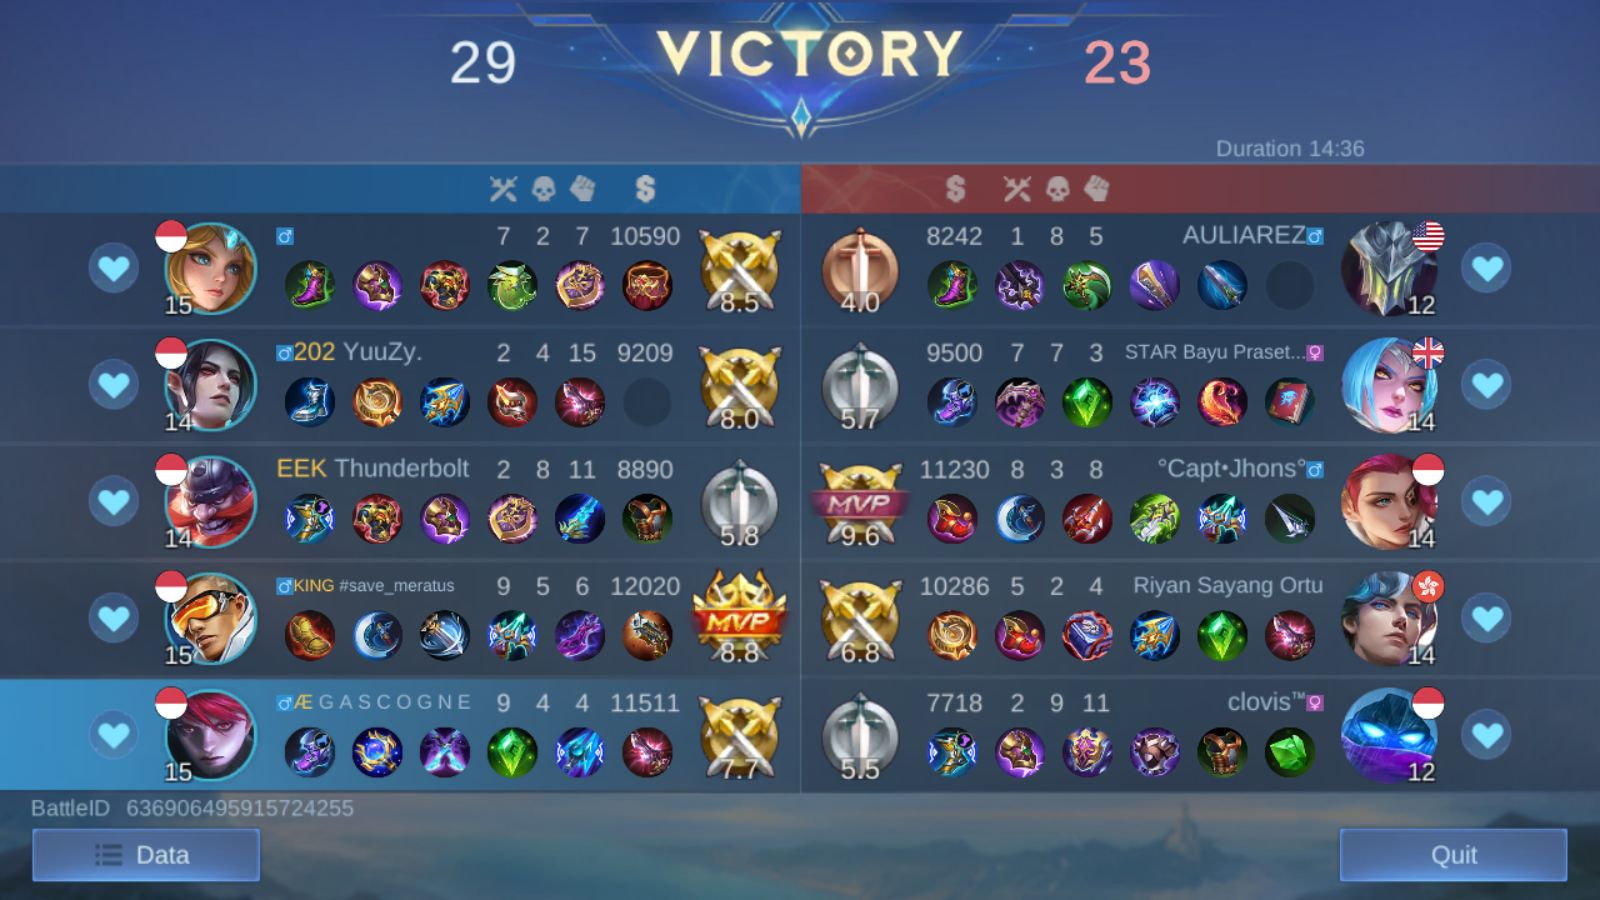 29 VICTORY 23
Duration 14:36
7 2 7 10590 8.5 15
4.0 8242 1 8 5 AULIAREZ 12
202 YuuZy. 2 4 15 9209 8.0 14
5.7 9500 7 7 3 STAR Bayu Praset... 14
EEK Thunderbolt 2 8 11 8890 5.8 14
MVP 9.6 11230 8 3 8 °Capt•Jhons° 14
KING #save_meratus 9 5 6 12020 MVP 8.8 15
6.8 10286 5 2 4 Riyan Sayang Ortu 14
Æ G A S C O G N E 9 4 4 11511 7.7 15
5.5 7718 2 9 11 clovis™ 12
BattleID 636906495915724255
Data
Quit